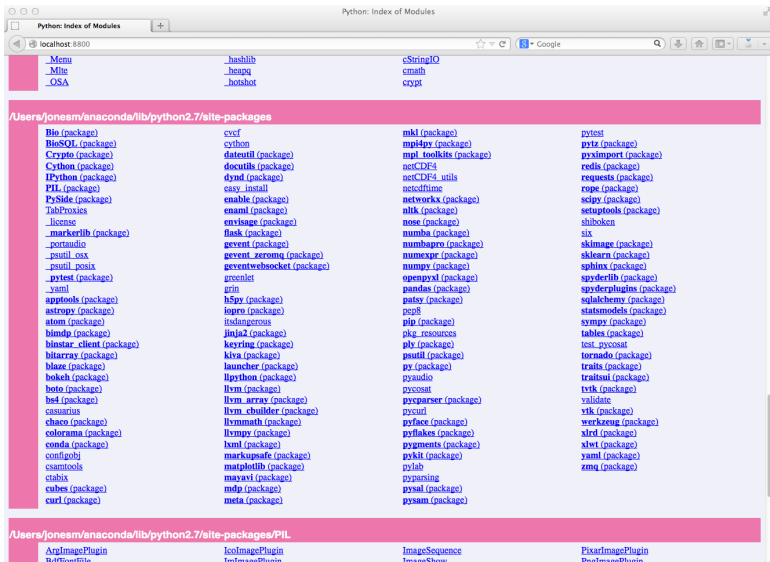 Python: Index of Modules
Python: Index of Modules
localhost:8800
Google
_Menu
_Mlte
_OSA
_hashlib
_heapq
_hotshot
cStringIO
cmath
crypt
/Users/jonesm/anaconda/lib/python2.7/site-packages
Bio (package)
BioSQL (package)
Crypto (package)
Cython (package)
IPython (package)
PIL (package)
PySide (package)
TabProxies
_license
_markerlib (package)
_portaudio
_psutil_osx
_psutil_posix
_pytest (package)
_yaml
apptools (package)
astropy (package)
atom (package)
bimdp (package)
binstar_client (package)
bitarray (package)
blaze (package)
bokeh (package)
boto (package)
bs4 (package)
casuarius
chaco (package)
colorama (package)
conda (package)
configobj
csamtools
ctabix
cubes (package)
curl (package)
cvcf
cython
dateutil (package)
docutils (package)
dynd (package)
easy_install
enable (package)
enaml (package)
envisage (package)
flask (package)
gevent (package)
gevent_zeromq (package)
geventwebsocket (package)
greenlet
grin
h5py (package)
iopro (package)
itsdangerous
jinja2 (package)
keyring (package)
kiva (package)
launcher (package)
llpython (package)
llvm (package)
llvm_array (package)
llvm_cbuilder (package)
llvmmath (package)
llvmpy (package)
lxml (package)
markupsafe (package)
matplotlib (package)
mayavi (package)
mdp (package)
meta (package)
mkl (package)
mpi4py (package)
mpl_toolkits (package)
netCDF4
netCDF4_utils
netcdftime
networkx (package)
nltk (package)
nose (package)
numba (package)
numbapro (package)
numexpr (package)
numpy (package)
openpyxl (package)
pandas (package)
patsy (package)
pep8
pip (package)
pkg_resources
ply (package)
psutil (package)
py (package)
pyaudio
pycosat
pycparser (package)
pycurl
pyface (package)
pyflakes (package)
pygments (package)
pykit (package)
pylab
pyparsing
pysal (package)
pysam (package)
pytest
pytz (package)
pyximport (package)
redis (package)
requests (package)
rope (package)
scipy (package)
setuptools (package)
shiboken
six
skimage (package)
sklearn (package)
sphinx (package)
spyderlib (package)
spyderplugins (package)
sqlalchemy (package)
statsmodels (package)
sympy (package)
tables (package)
test_pycosat
tornado (package)
traits (package)
traitsui (package)
tvtk (package)
validate
vtk (package)
werkzeug (package)
xlrd (package)
xlwt (package)
yaml (package)
zmq (package)
/Users/jonesm/anaconda/lib/python2.7/site-packages/PIL
ArgImagePlugin
BdfFontFile
IcoImagePlugin
ImImagePlugin
ImageSequence
ImageShow
PixarImagePlugin
PngImagePlugin